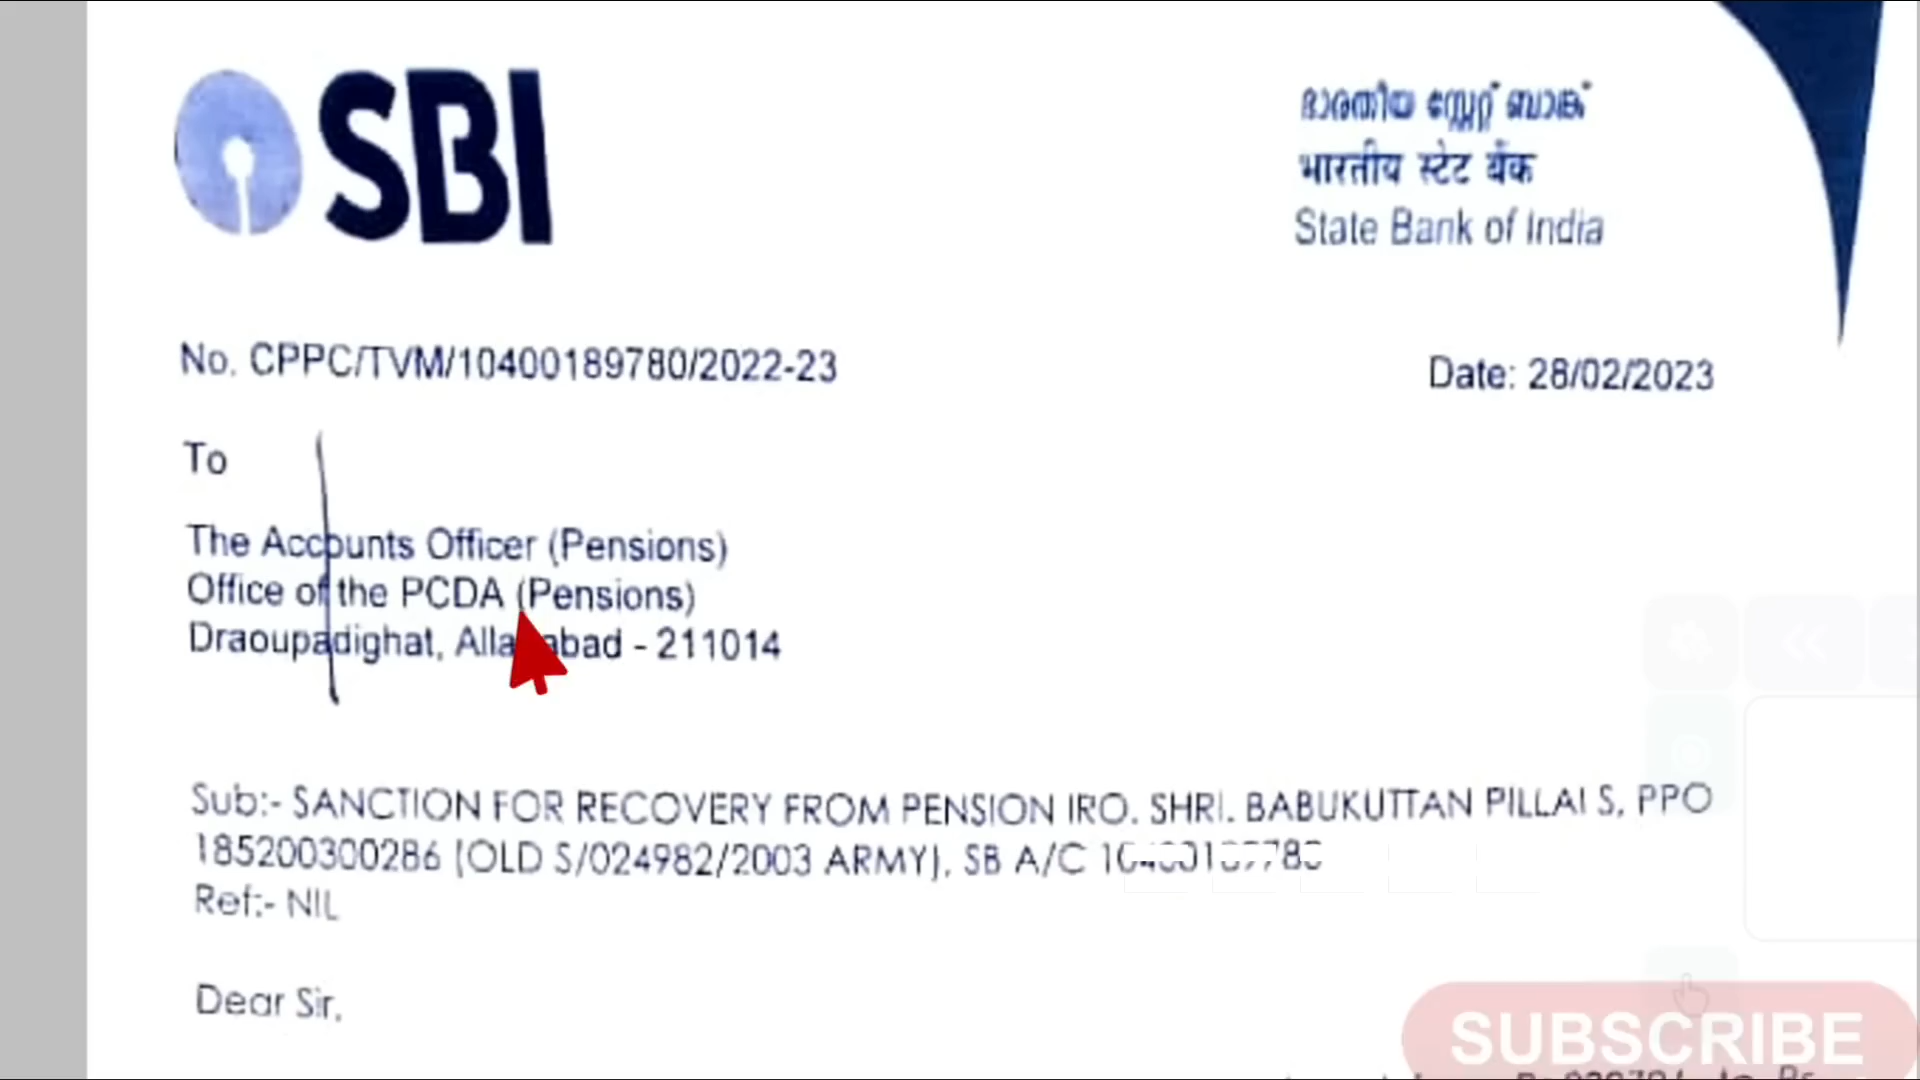 SBI
ഭാരതീയ സ്റ്റേറ്റ് ബാങ്ക്
भारतीय स्टेट बैंक
State Bank of India
No. CPPC/TVM/10400189780/2022-23
Date: 28/02/2023
To
The Accounts Officer (Pensions)
Office of the PCDA (Pensions)
Draoupadighat, - 211014
Sub:- SANCTION FOR RECOVERY FROM PENSION IRO. SHRI. BABUKUTTAN PILLAI S, PPO
185200300286 (OLD S/024982/2003 ARMY), SB A/C
Ref:- NIL
Dear Sir,
SUBSCRIBE